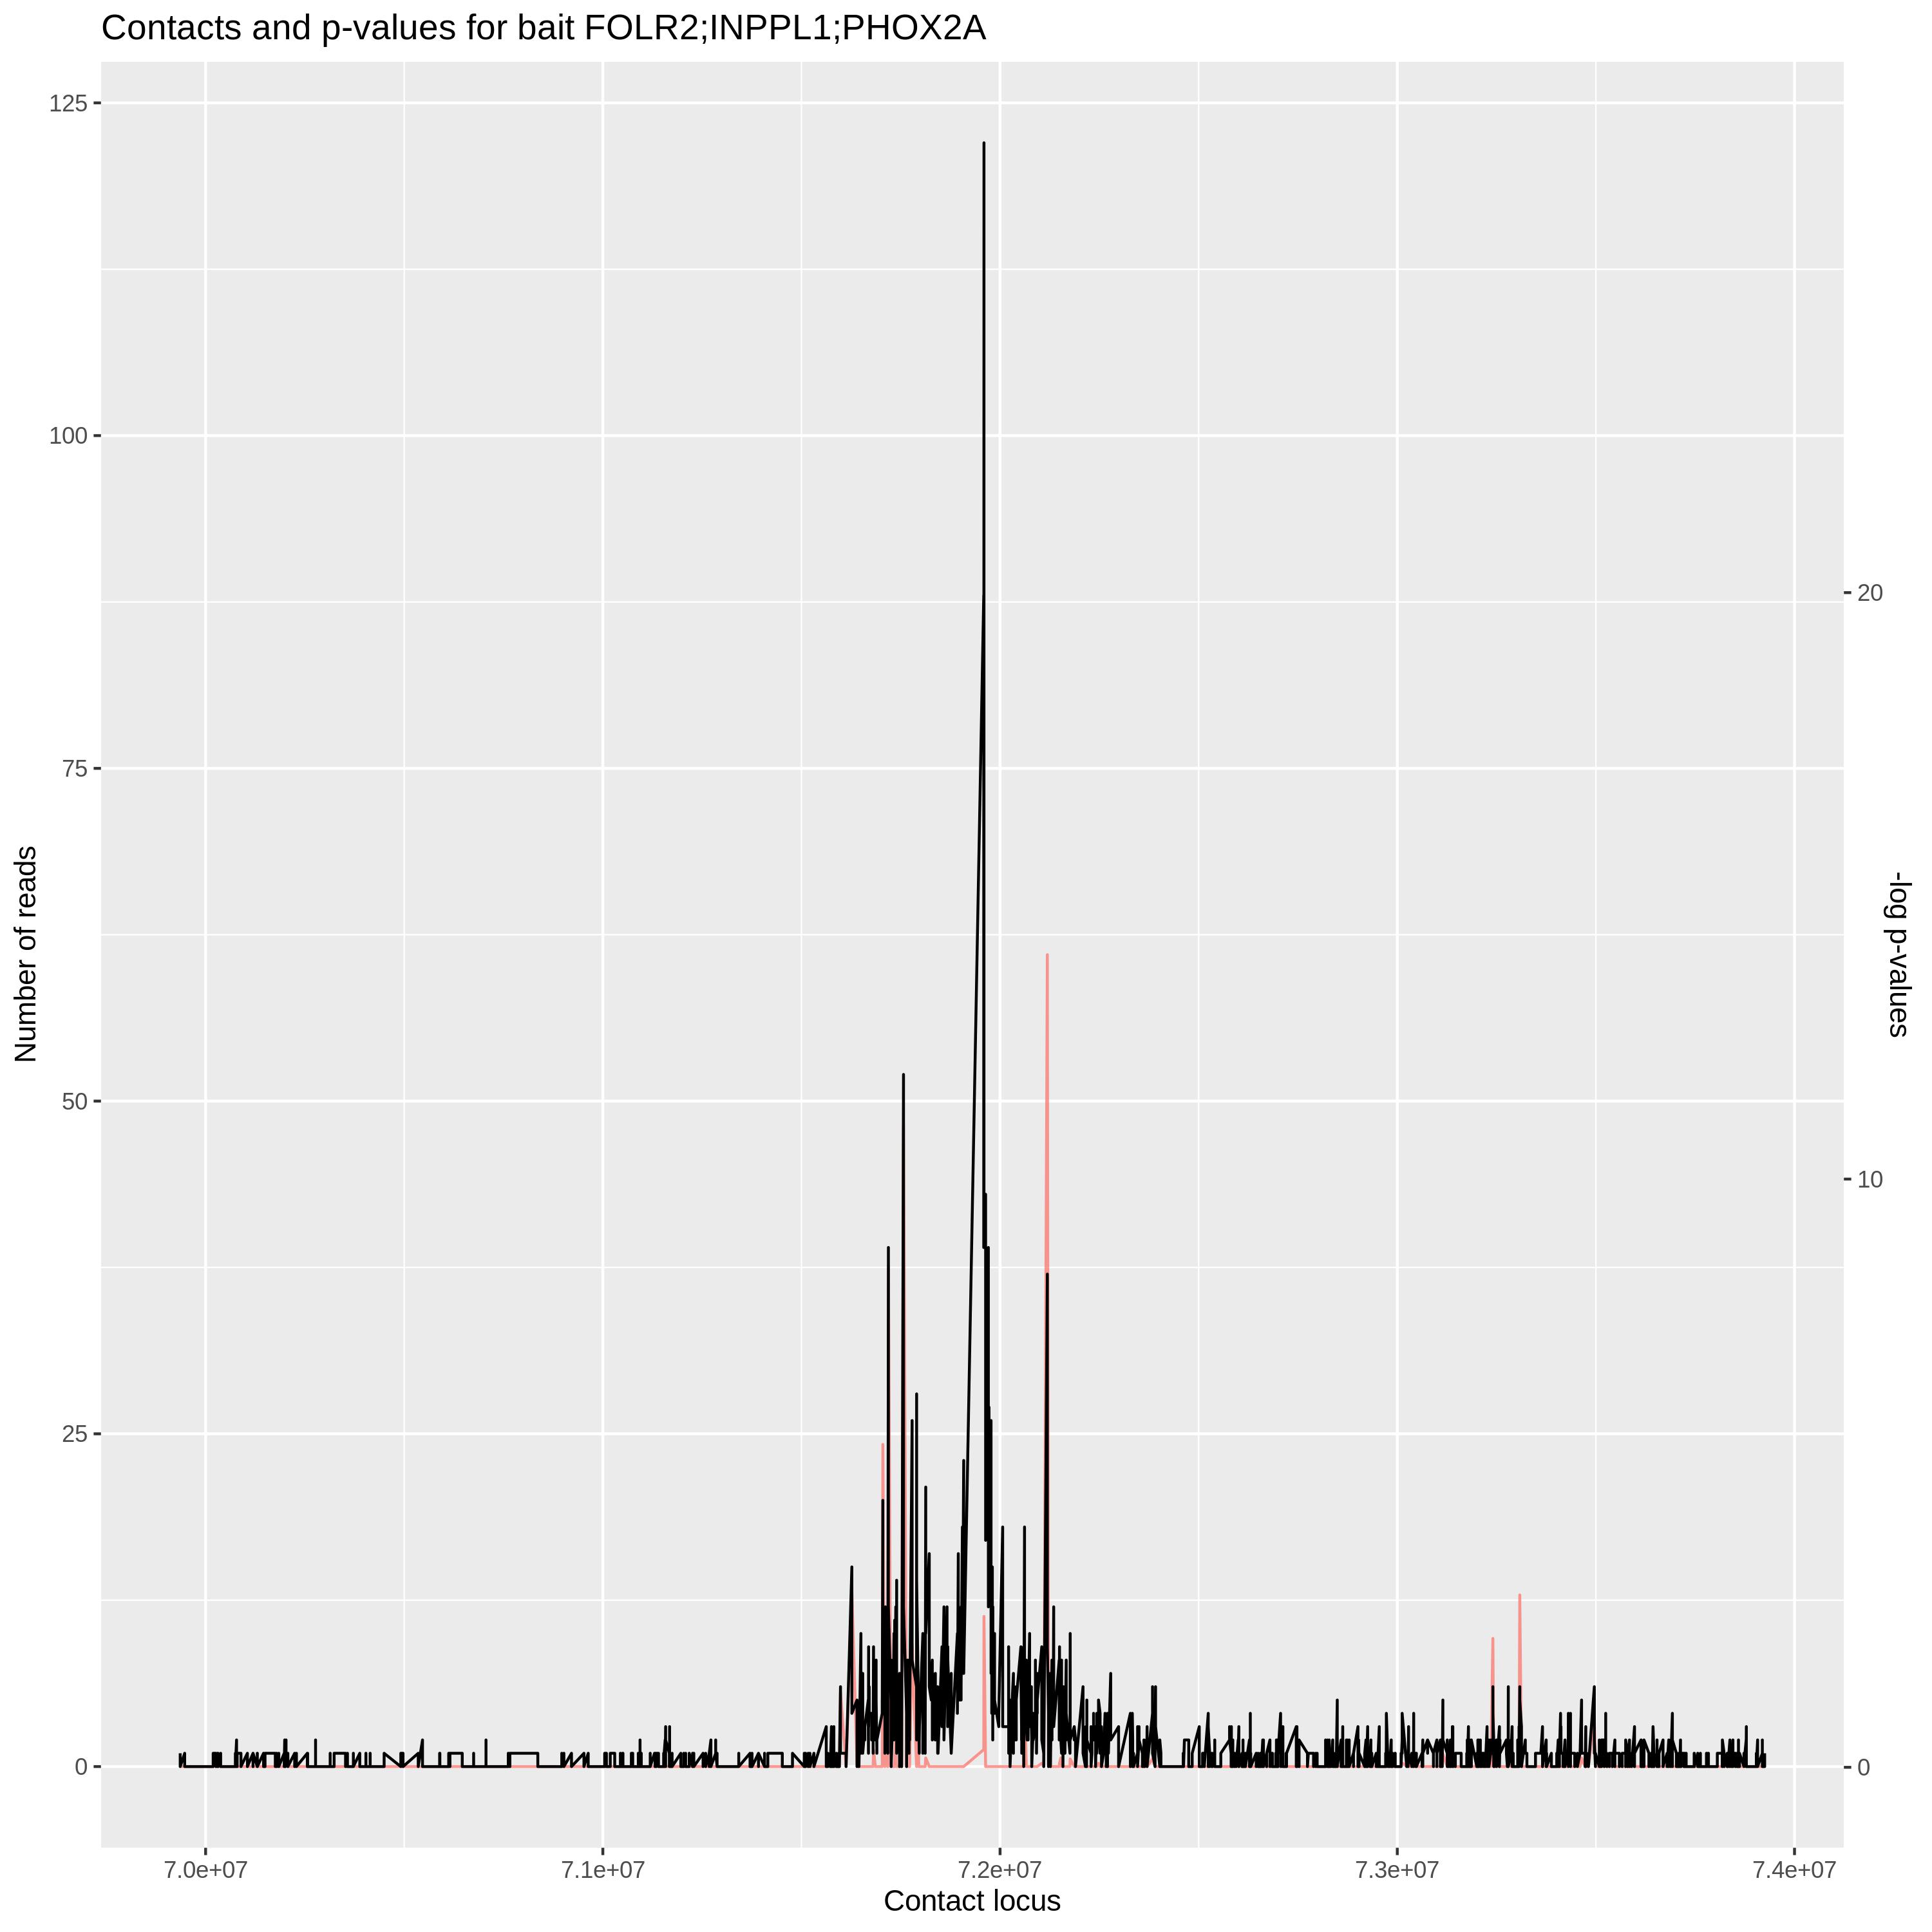 Contacts and p-values for bait FOLR2;INPPL1;PHOX2A
125
100
75
50
25
0
Number of reads
20
10
0
-log p-values
7.0e+07
7.1e+07
7.2e+07
7.3e+07
7.4e+07
Contact locus